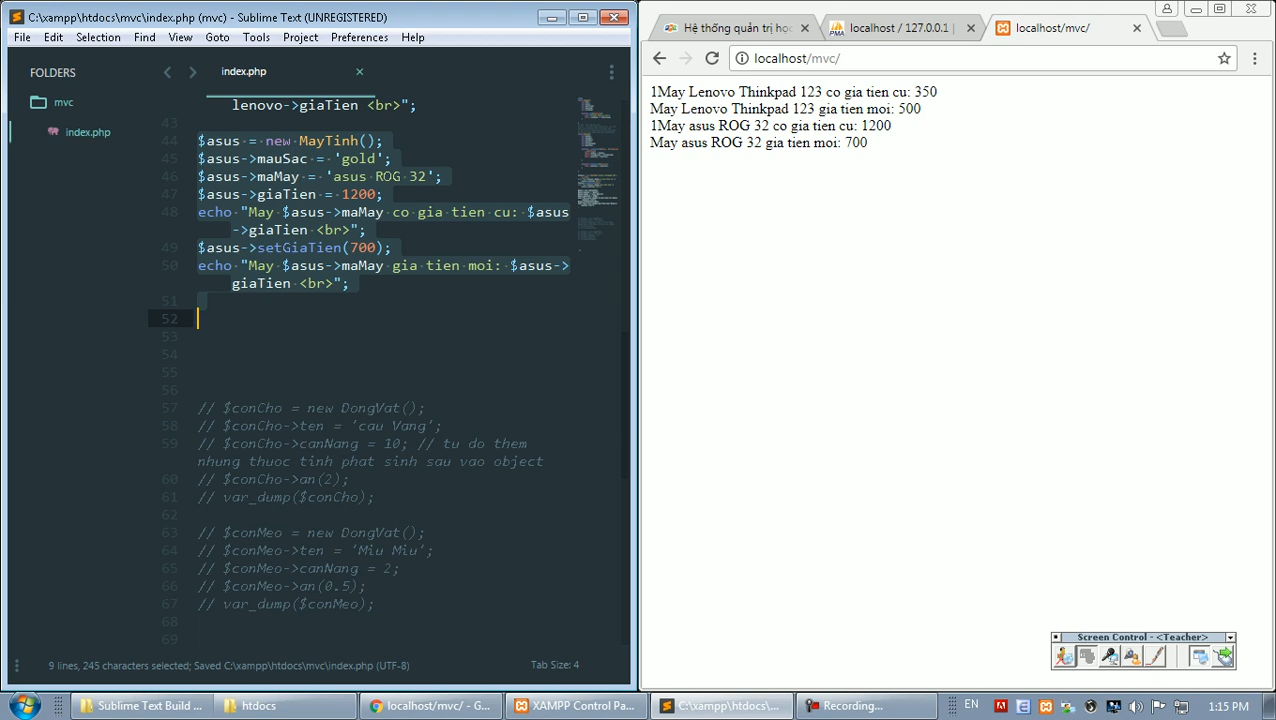 C:\xampp\htdocs\mvc\index.php (mvc) - Sublime Text (UNREGISTERED)
File Edit Selection Find View Goto Tools Project Preferences Help
FOLDERS
mvc
index.php
index.php
lenovo->giaTien <br>";
43
44 $asus = new MayTinh();
45 $asus->mauSac = 'gold';
46 $asus->maMay = 'asus ROG 32';
47 $asus->giaTien = 1200;
48 echo "May $asus->maMay co gia tien cu: $asus
->giaTien <br>";
49 $asus->setGiaTien(700);
50 echo "May $asus->maMay gia tien moi: $asus->
giaTien <br>";
51
52
53
54
55
56
57 // $conCho = new DongVat();
58 // $conCho->ten = 'cau Vang';
59 // $conCho->canNang = 10; // tu do them
nhung thuoc tinh phat sinh sau vao object
60 // $conCho->an(2);
61 // var_dump($conCho);
62
63 // $conMeo = new DongVat();
64 // $conMeo->ten = 'Miu Miu';
65 // $conMeo->canNang = 2;
66 // $conMeo->an(0.5);
67 // var_dump($conMeo);
68
69
9 lines, 245 characters selected; Saved C:\xampp\htdocs\mvc\index.php (UTF-8) Tab Size: 4
Hệ thống quản trị học
localhost / 127.0.0.1
localhost/mvc/
localhost/mvc/
1May Lenovo Thinkpad 123 co gia tien cu: 350
May Lenovo Thinkpad 123 gia tien moi: 500
1May asus ROG 32 co gia tien cu: 1200
May asus ROG 32 gia tien moi: 700
Screen Control - <Teacher>
Sublime Text Build ...
htdocs
localhost/mvc/ - G...
XAMPP Control Pa...
C:\xampp\htdocs\...
Recording...
EN
1:15 PM